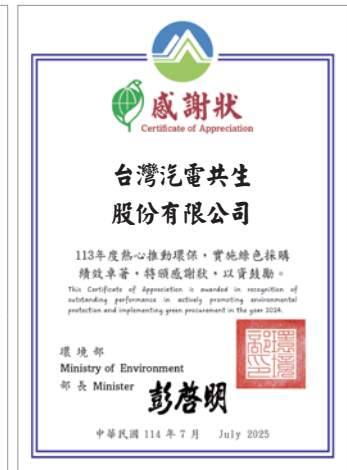 感謝狀
Certificate of Appreciation
台灣汽電共生
股份有限公司
113年度熱心推動環保，實施綠色採購
績效卓著，特頒感謝狀，以資鼓勵。
This Certificate of Appreciation is awarded in recognition of
outstanding performance in actively promoting environmental
protection and implementing green procurement in the year 2024.
環境部
Ministry of Environment
部長 Minister 彭啓明
環境部印
中華民國 114 年 7 月 July 2025